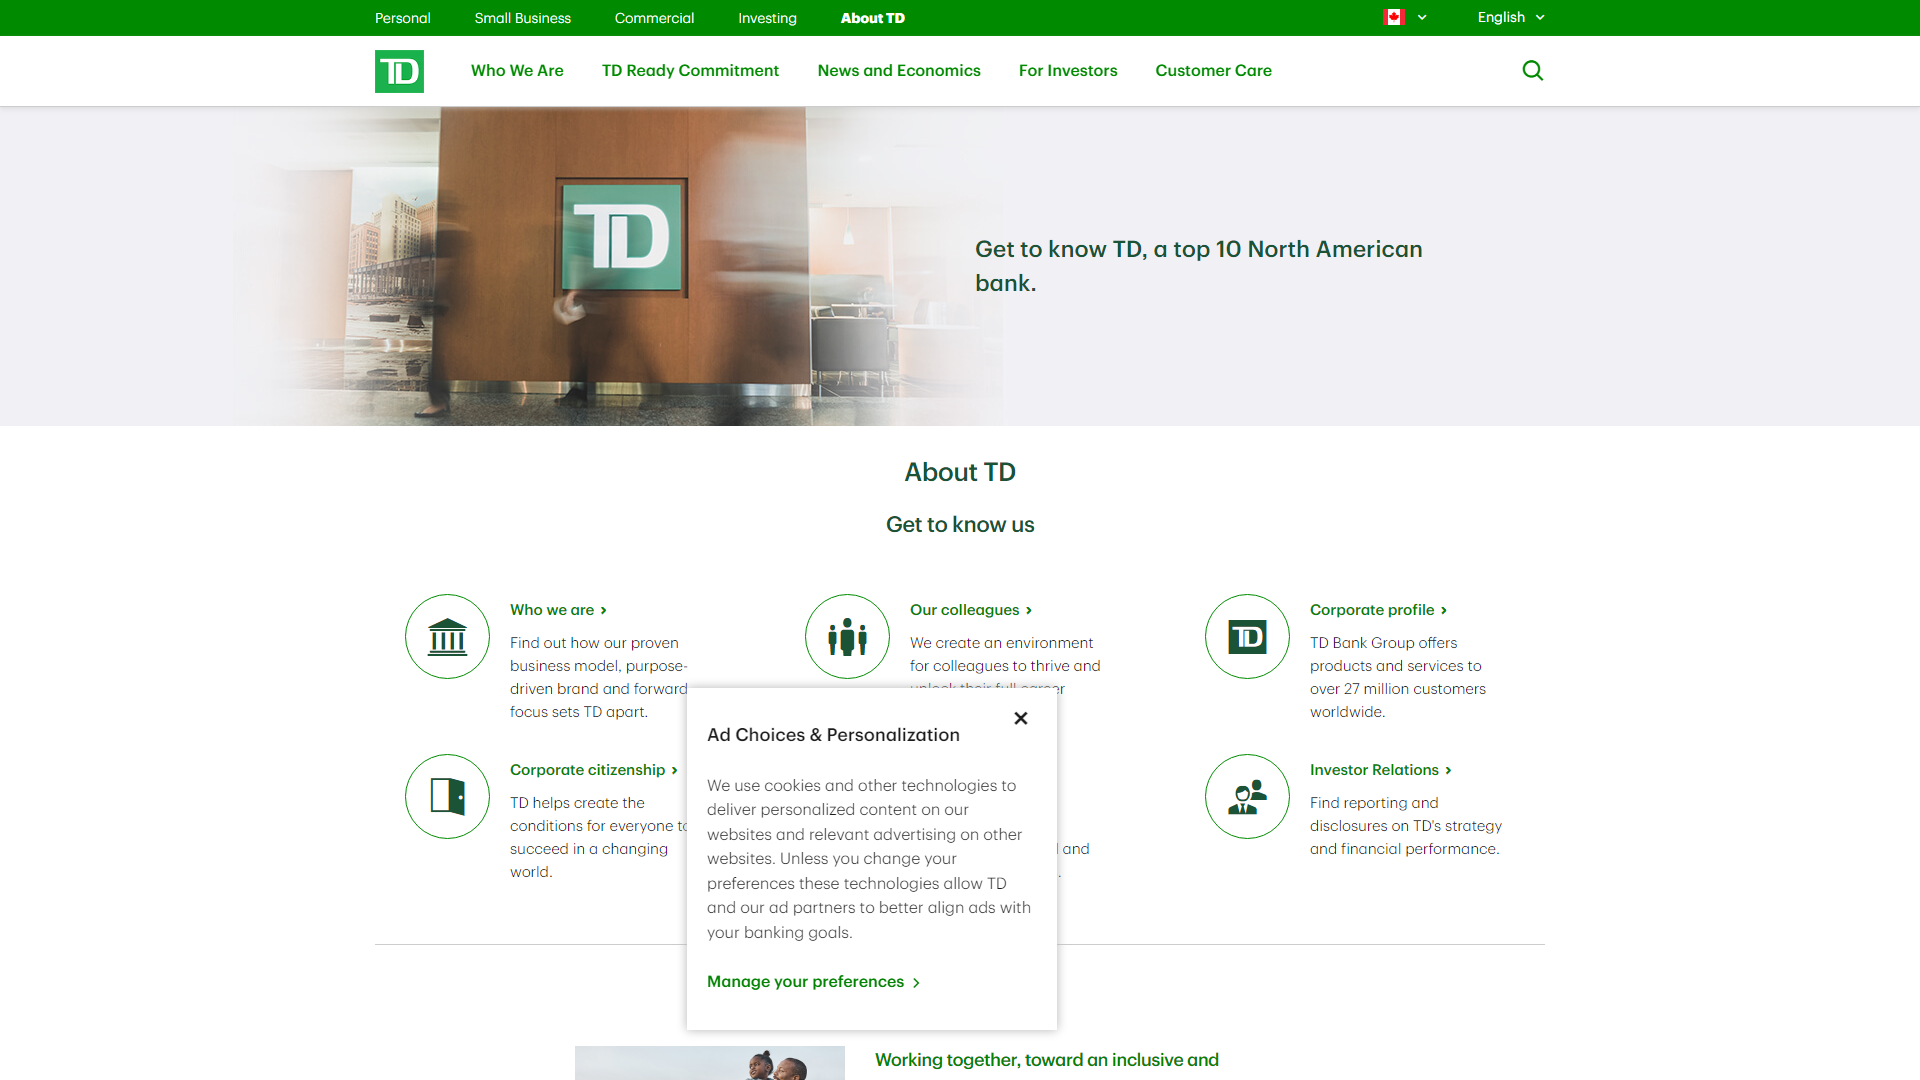 Personal Small Business Commercial Investing About TD English
TD Who We Are TD Ready Commitment News and Economics For Investors Customer Care
TD
Get to know TD, a top 10 North American
bank.
About TD
Get to know us
Who we are
Find out how our proven
business model, purpose-
driven brand and forward
focus sets TD apart.
Our colleagues
We create an environment
for colleagues to thrive and
unlock their full career
TD
Corporate profile
TD Bank Group offers
products and services to
over 27 million customers
worldwide.
Corporate citizenship
TD helps create the
conditions for everyone to
succeed in a changing
world.
and
.
Investor Relations
Find reporting and
disclosures on TD's strategy
and financial performance.
Ad Choices & Personalization
We use cookies and other technologies to
deliver personalized content on our
websites and relevant advertising on other
websites. Unless you change your
preferences these technologies allow TD
and our ad partners to better align ads with
your banking goals.
Manage your preferences
Working together, toward an inclusive and